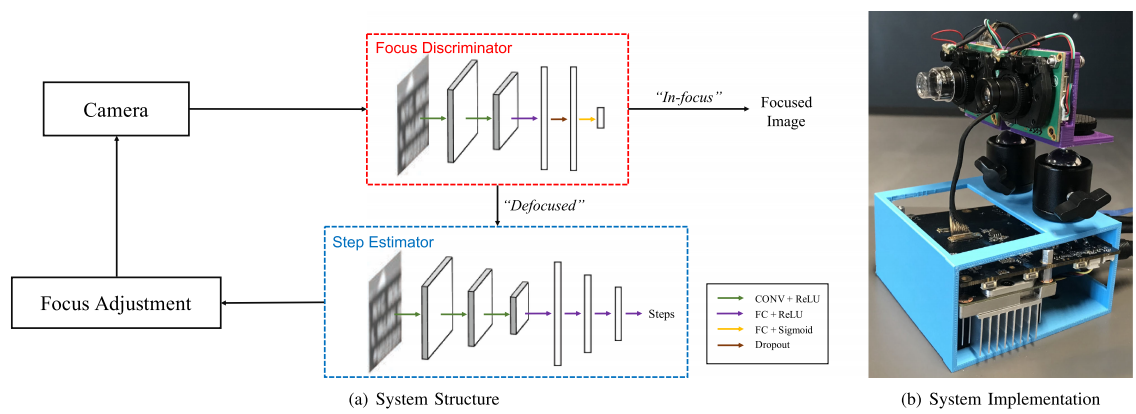 Focus Discriminator
Camera
“In-focus”
Focused
Image
“Defocused”
Step Estimator
Focus Adjustment
Steps
CONV + ReLU
FC + ReLU
FC + Sigmoid
Dropout
(a) System Structure
(b) System Implementation